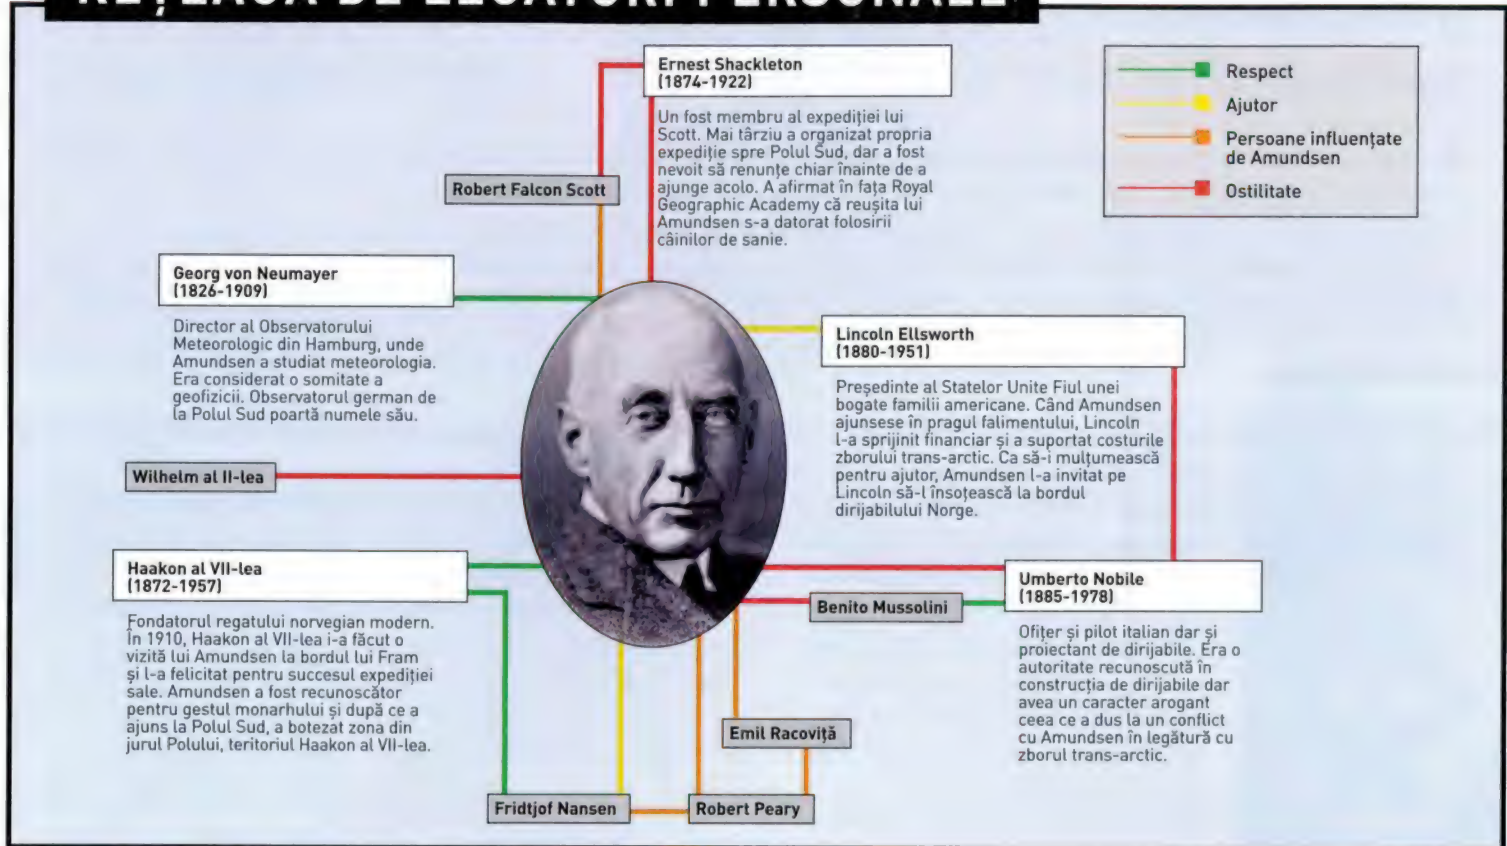 REȚEAUA DE LEGĂTURI PERSONALE
Ernest Shackleton
(1874-1922)
Un fost membru al expediției lui
Scott. Mai târziu a organizat propria
expediție spre Polul Sud, dar a fost
nevoit să renunțe chiar înainte de a
ajunge acolo. A afirmat în fața Royal
Geographic Academy că reușita lui
Amundsen s-a datorat folosirii
câinilor de sanie.
Respect
Ajutor
Persoane influențate
de Amundsen
Ostilitate
Robert Falcon Scott
Georg von Neumayer
(1826-1909)
Director al Observatorului
Meteorologic din Hamburg, unde
Amundsen a studiat meteorologia.
Era considerat o somitate a
geofizicii. Observatorul german de
la Polul Sud poartă numele său.
Lincoln Ellsworth
(1880-1951)
Președinte al Statelor Unite Fiul unei
bogate familii americane. Când Amundsen
ajunsese în pragul falimentului, Lincoln
l-a sprijinit financiar și a suportat costurile
zborului trans-arctic. Ca să-i mulțumească
pentru ajutor, Amundsen l-a invitat pe
Lincoln să-l însoțească la bordul
dirijabilului Norge.
Wilhelm al II-lea
Haakon al VII-lea
(1872-1957)
Fondatorul regatului norvegian modern.
În 1910, Haakon al VII-lea i-a făcut o
vizită lui Amundsen la bordul lui Fram
și l-a felicitat pentru succesul expediției
sale. Amundsen a fost recunoscător
pentru gestul monarhului și după ce a
ajuns la Polul Sud, a botezat zona din
jurul Polului, teritoriul Haakon al VII-lea.
Benito Mussolini
Umberto Nobile
(1885-1978)
Ofițer și pilot italian dar și
proiectant de dirijabile. Era o
autoritate recunoscută în
construcția de dirijabile dar
avea un caracter arogant
ceea ce a dus la un conflict
cu Amundsen în legătură cu
zborul trans-arctic.
Emil Racoviță
Fridtjof Nansen
Robert Peary